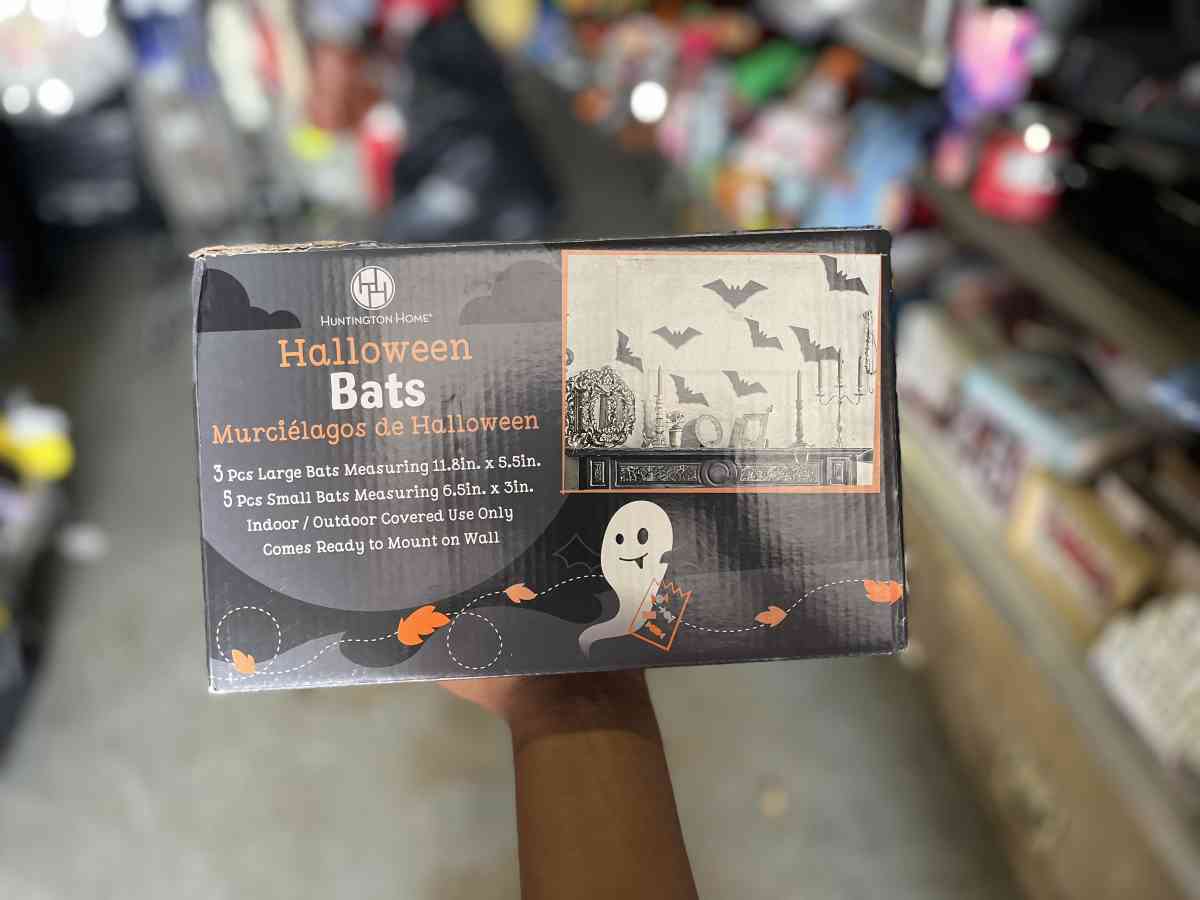 HUNTINGTON HOME
Halloween
Bats
Murciélagos de Halloween
3 Pcs Large Bats Measuring 11.8in. x 5.5in.
5 Pcs Small Bats Measuring 6.5in. x 3in.
Indoor / Outdoor Covered Use Only
Comes Ready to Mount on Wall